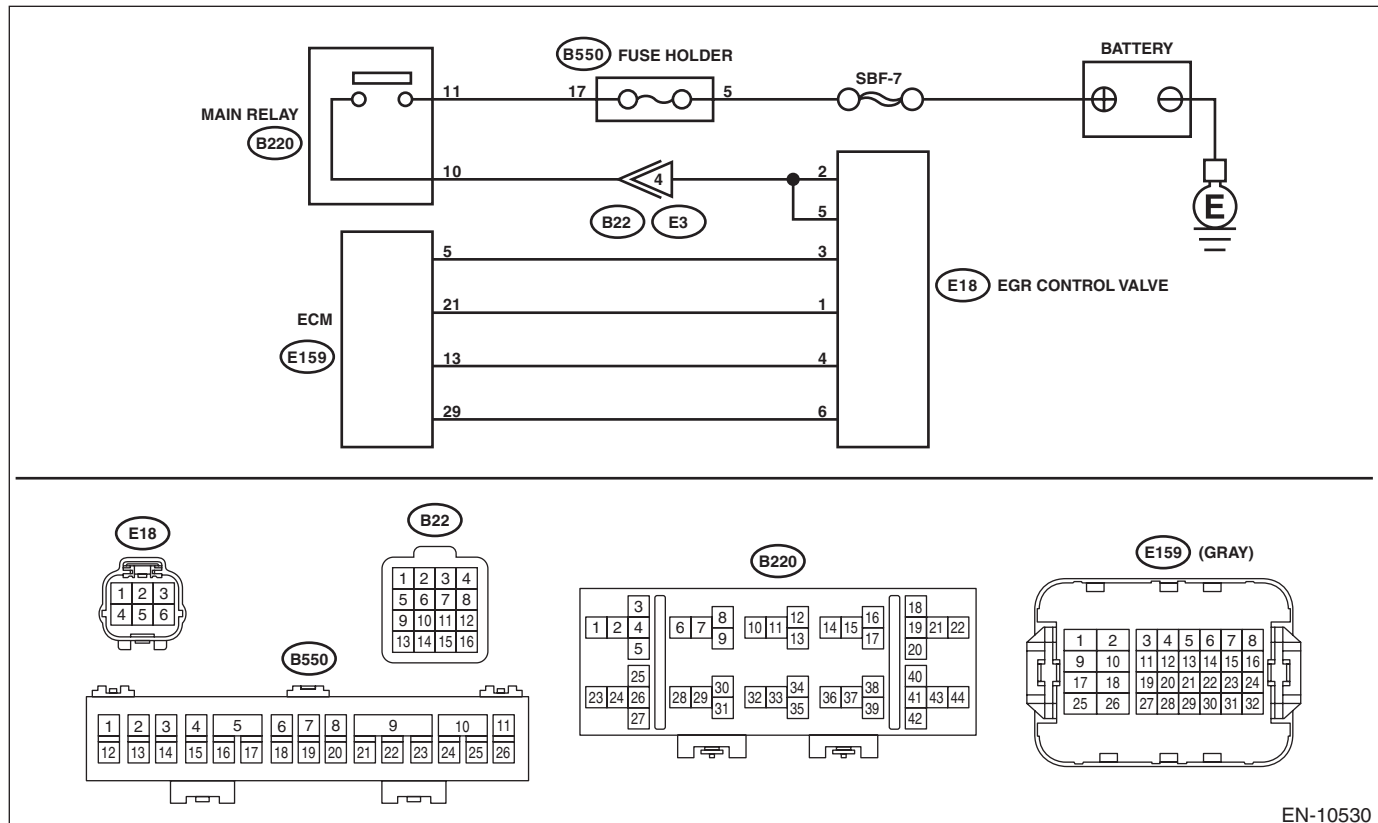 B550 FUSE HOLDER
BATTERY
SBF-7
MAIN RELAY
B220
11 17 5
10 4 2
B22 E3
5
5 3
E18 EGR CONTROL VALVE
E
21 1
ECM
E159
13 4
29 6
E18
1 2 3
4 5 6
B22
1 2 3 4
5 6 7 8
9 10 11 12
13 14 15 16
B550
1 2 3 4 5 6 7 8 9 10 11
12 13 14 15 16 17 18 19 20 21 22 23 24 25 26
B220
3 8 12 16 18
1 2 4 6 7 10 11 14 15 19 21 22
5 9 13 17 20
25 30 34 38 40
23 24 26 28 29 32 33 36 37 41 43 44
27 31 35 39 42
E159 (GRAY)
1 2 3 4 5 6 7 8
9 10 11 12 13 14 15 16
17 18 19 20 21 22 23 24
25 26 27 28 29 30 31 32
EN-10530